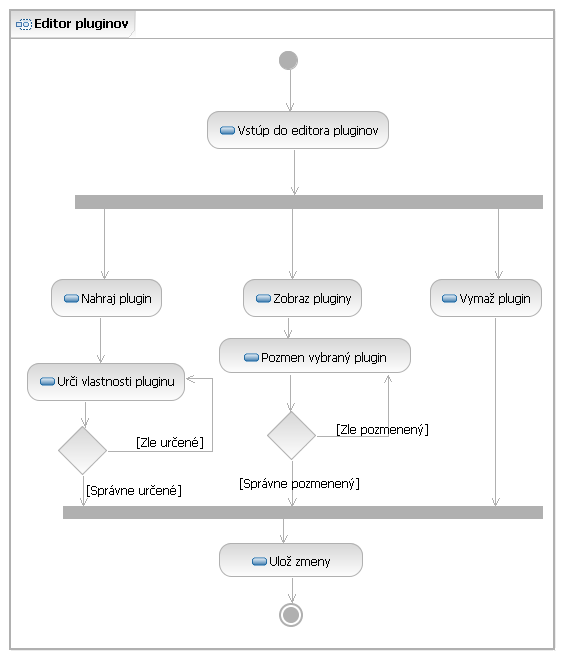 Editor pluginov
Vstúp do editora pluginov
Nahraj plugin
Zobraz pluginy
Vymaž plugin
Pozmen vybraný plugin
Urči vlastnosti pluginu
[Zle určené]
[Zle pozmenený]
[Správne určené]
[Správne pozmenený]
Ulož zmeny